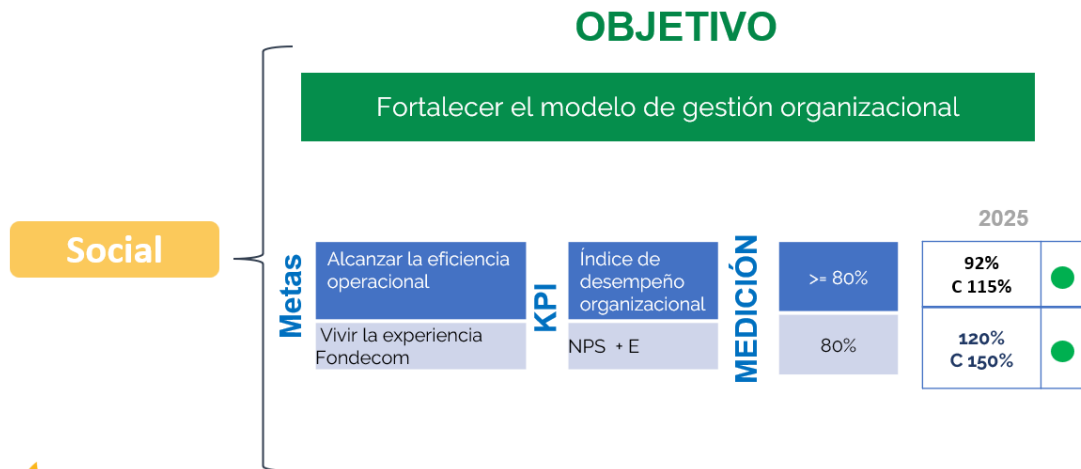 OBJETIVO
Fortalecer el modelo de gestión organizacional
Social
2025
Metas
Alcanzar la eficiencia
operacional
KPI
Índice de
desempeño
organizacional
MEDICIÓN
>= 80%
92%
C 115%
Vivir la experiencia
Fondecom
NPS + E
80%
120%
C 150%